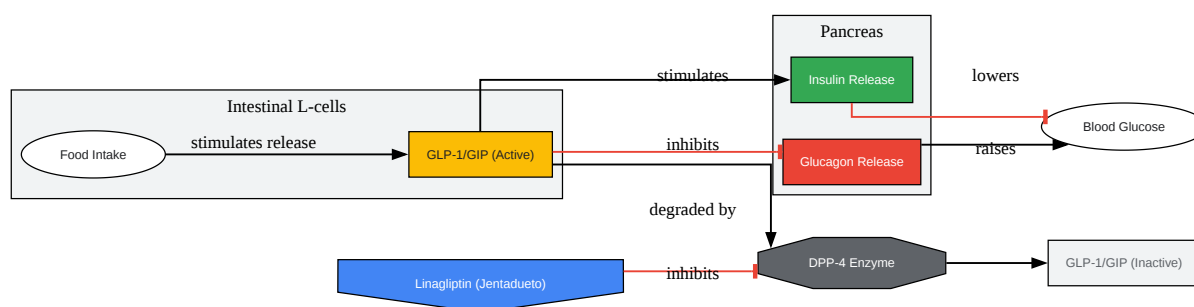 Pancreas
stimulates
Insulin Release
lowers
Intestinal L-cells
Blood Glucose
Food Intake
stimulates release
GLP-1/GIP (Active)
inhibits
Glucagon Release
raises
degraded by
DPP-4 Enzyme
GLP-1/GIP (Inactive)
Linagliptin (Jentadueto)
inhibits